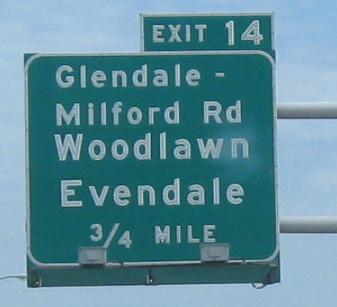 EXIT 14
Glendale -
Milford Rd
Woodlawn
Evendale
3/4 MILE